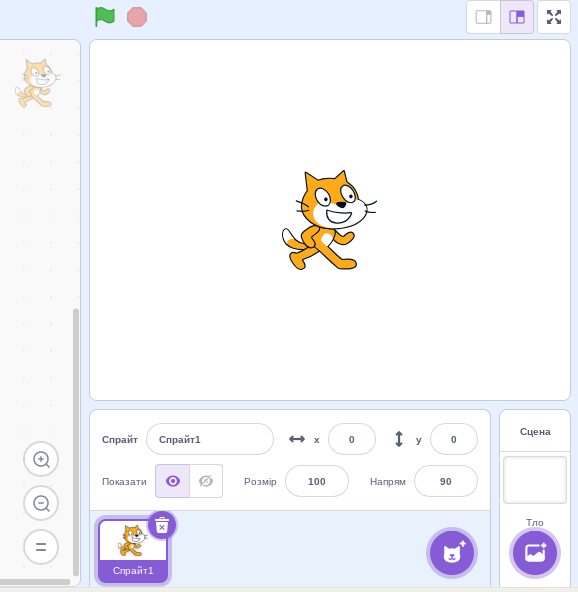 Спрайт Спрайт1 x 0 y 0
Показати Розмір 100 Напрям 90
Спрайт1
Сцена
Тло